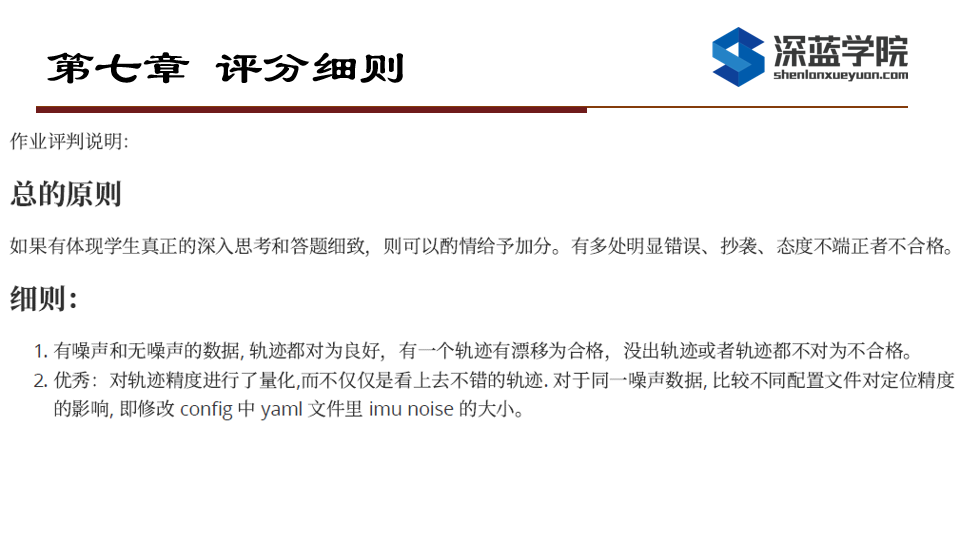 第七章 评分细则
深蓝学院
shenlanxueyuan.com
作业评判说明：
总的原则
如果有体现学生真正的深入思考和答题细致，则可以酌情给予加分。有多处明显错误、抄袭、态度不端正者不合格。
细则：
1. 有噪声和无噪声的数据, 轨迹都对为良好，有一个轨迹有漂移为合格，没出轨迹或者轨迹都不对为不合格。
2. 优秀：对轨迹精度进行了量化,而不仅仅是看上去不错的轨迹. 对于同一噪声数据, 比较不同配置文件对定位精度
的影响, 即修改 config 中 yaml 文件里 imu noise 的大小。